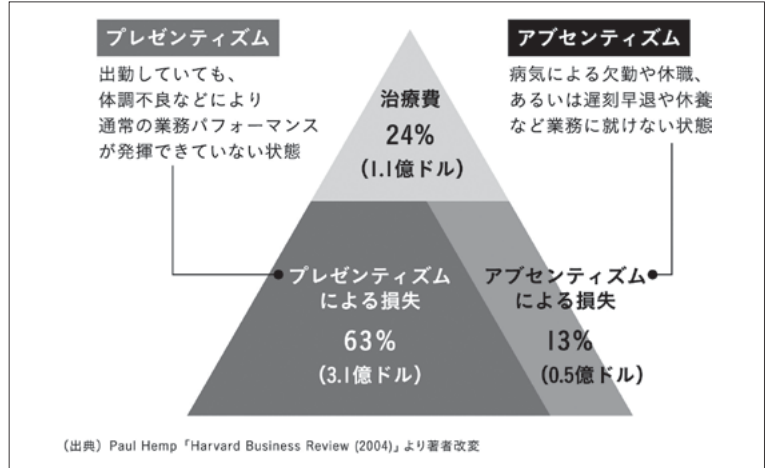 プレゼンティズム
出勤していても、
体調不良などにより
通常の業務パフォーマンス
が発揮できていない状態
アブセンティズム
病気による欠勤や休職、
あるいは遅刻早退や休養
など業務に就けない状態
治療費
24%
(1.1億ドル)
プレゼンティズム
による損失
63%
(3.1億ドル)
アブセンティズム
による損失
13%
(0.5億ドル)
(出典) Paul Hemp「Harvard Business Review (2004)」より著者改変